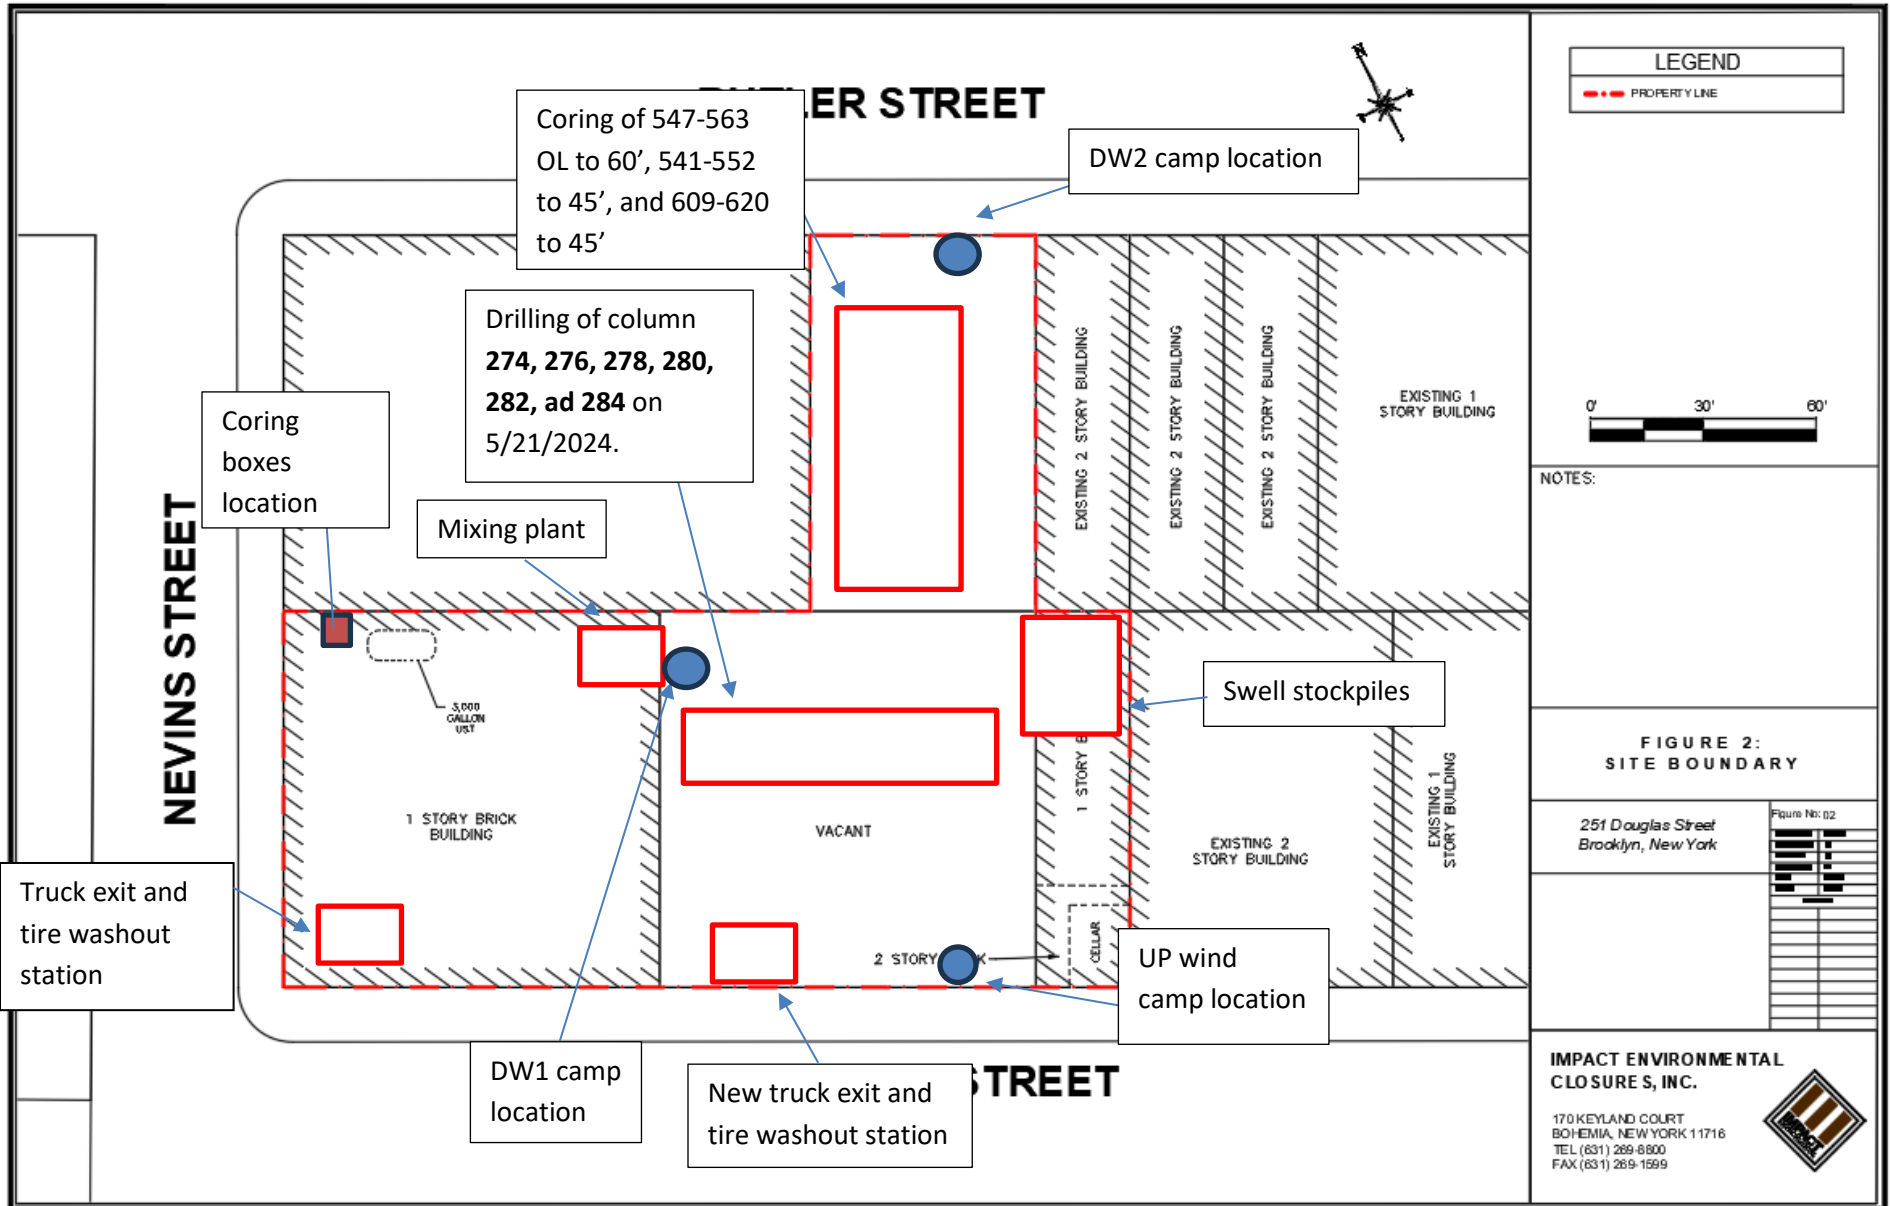 LER STREET
Coring of 547-563
OL to 60’, 541-552
to 45’, and 609-620
to 45’
DW2 camp location
N
Drilling of column
274, 276, 278, 280,
282, ad 284 on
5/21/2024.
Coring
boxes
location
Mixing plant
NEVINS STREET
EXISTING 2 STORY BUILDING
EXISTING 2 STORY BUILDING
EXISTING 2 STORY BUILDING
EXISTING 1
STORY BUILDING
3,000
GALLON
UST
Swell stockpiles
1 STORY B
1 STORY BRICK
BUILDING
VACANT
EXISTING 2
STORY BUILDING
EXISTING 1
STORY BUILDING
Truck exit and
tire washout
station
2 STORY K
CELLAR
UP wind
camp location
DW1 camp
location
New truck exit and
tire washout station
STREET
LEGEND
PROPERTY LINE
0' 30' 60'
NOTES:
FIGURE 2:
SITE BOUNDARY
251 Douglas Street
Brooklyn, New York
Figure No: 02
IMPACT ENVIRONMENTAL
CLOSURES, INC.
170 KEYLAND COURT
BOHEMIA, NEW YORK 11716
TEL (631) 269-8800
FAX (631) 269-1599
IMPACT